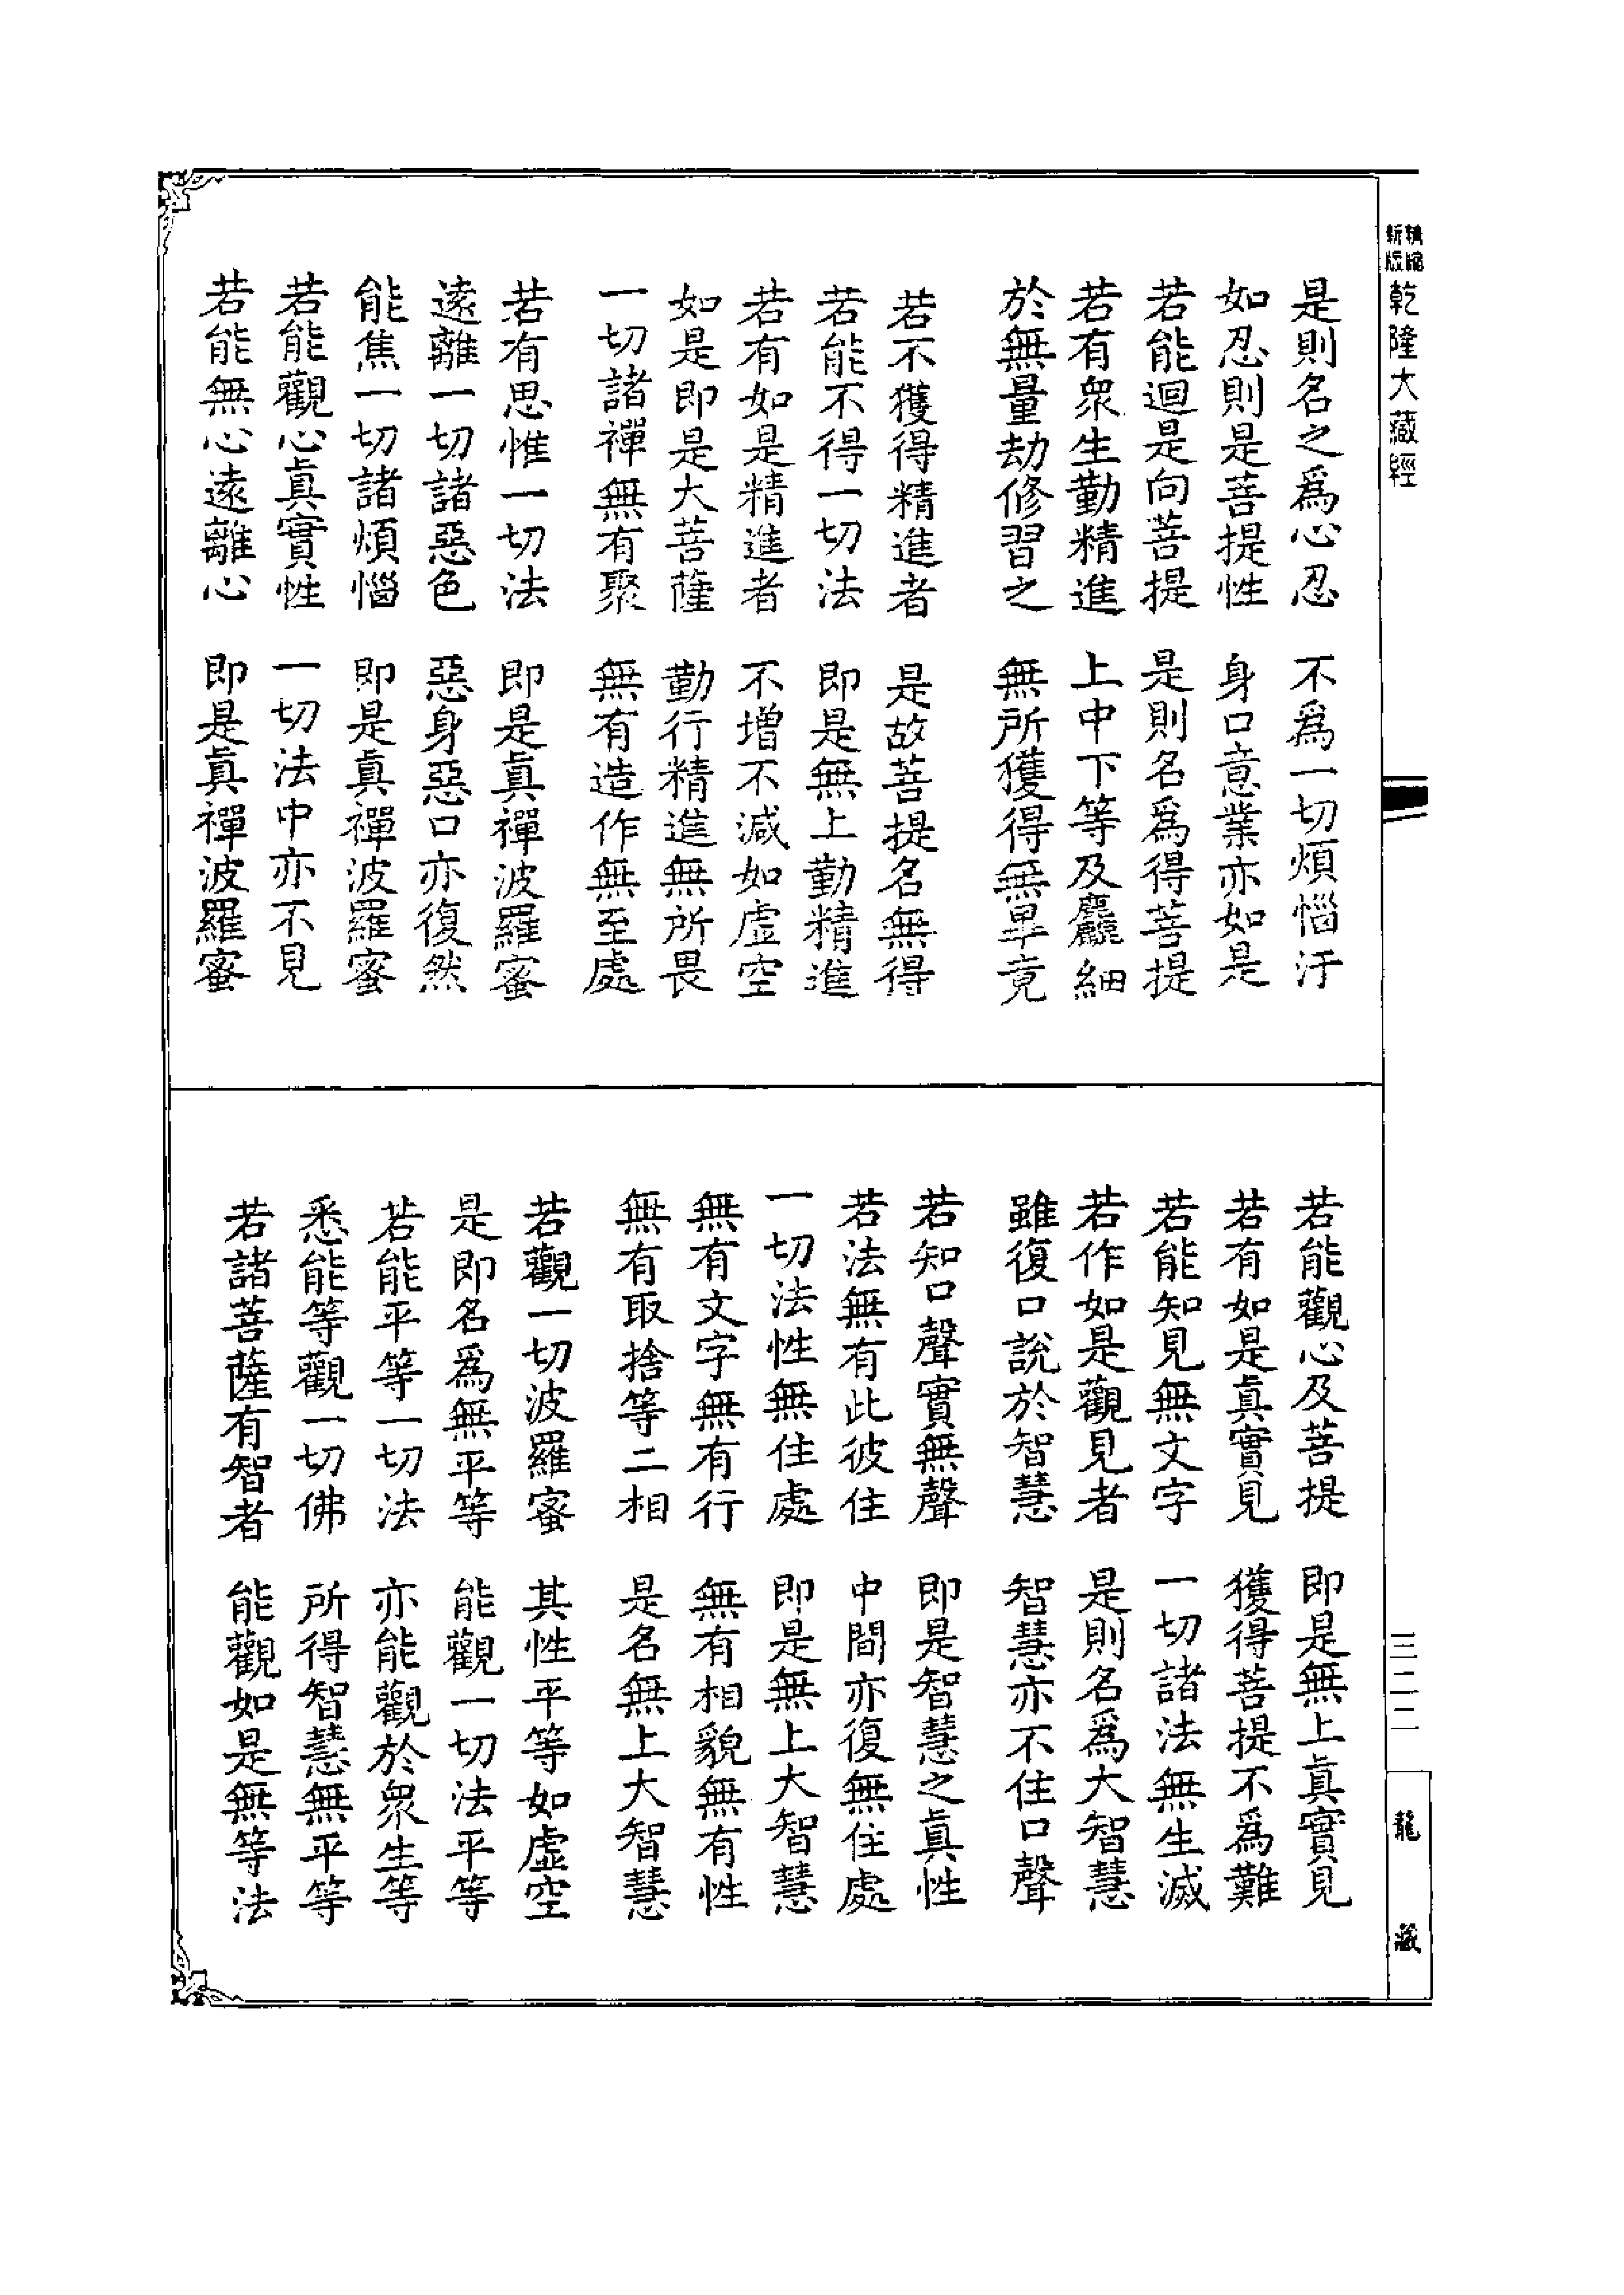 精縮
新版
乾隆大藏經
是則名之爲心忍　不爲一切煩惱汙
如忍則是菩提性　身口意業亦如是
若能迴是向菩提　是則名爲得菩提
若有衆生勤精進　上中下等及麤細
於無量劫修習之　無所獲得無畢竟
若不獲得精進者　是故菩提名無得
若能不得一切法　即是無上勤精進
若有如是精進者　不增不減如虛空
如是即是大菩薩　勤行精進無所畏
一切諸禪無有聚　無有造作無至處
若有思惟一切法　即是眞禪波羅蜜
遠離一切諸惡色　惡身惡口亦復然
能焦一切諸煩惱　即是眞禪波羅蜜
若能觀心眞實性　一切法中亦不見
若能無心遠離心　即是眞禪波羅蜜
若能觀心及菩提　即是無上眞實見
若有如是眞實見　獲得菩提不爲難
若能知見無文字　一切諸法無生滅
若作如是觀見者　是則名爲大智慧
雖復口說於智慧　智慧亦不住口聲
若知口聲實無聲　即是智慧之眞性
若法無有此彼住　中間亦復無住處
一切法性無住處　即是無上大智慧
無有文字無有行　無有相貌無有性
無有取捨等二相　是名無上大智慧
若觀一切波羅蜜　其性平等如虛空
是即名爲無平等　能觀一切法平等
若能平等一切法　亦能觀於衆生等
悉能等觀一切佛　所得智慧無平等
若諸菩薩有智者　能觀如是無等法
三二二
龍藏